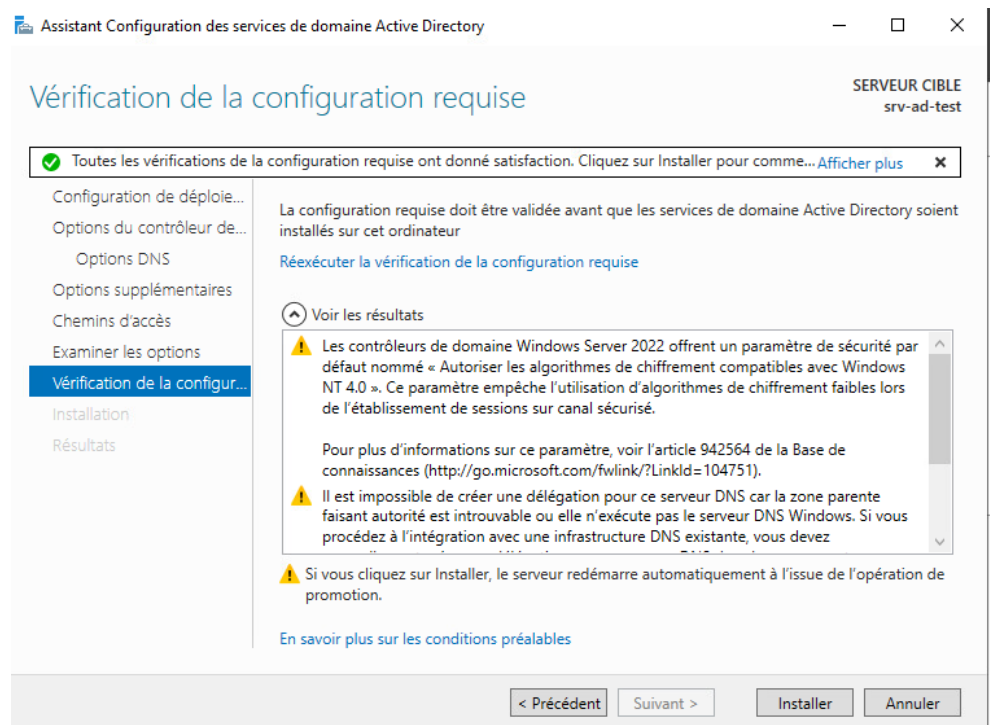 Assistant Configuration des services de domaine Active Directory
Vérification de la configuration requise
SERVEUR CIBLE
srv-ad-test
Toutes les vérifications de la configuration requise ont donné satisfaction. Cliquez sur Installer pour comme... Afficher plus
Configuration de déploie...
Options du contrôleur de...
Options DNS
Options supplémentaires
Chemins d'accès
Examiner les options
Vérification de la configur...
Installation
Résultats
La configuration requise doit être validée avant que les services de domaine Active Directory soient
installés sur cet ordinateur
Réexécuter la vérification de la configuration requise
Voir les résultats
Les contrôleurs de domaine Windows Server 2022 offrent un paramètre de sécurité par
défaut nommé « Autoriser les algorithmes de chiffrement compatibles avec Windows
NT 4.0 ». Ce paramètre empêche l'utilisation d'algorithmes de chiffrement faibles lors
de l'établissement de sessions sur canal sécurisé.
Pour plus d'informations sur ce paramètre, voir l'article 942564 de la Base de
connaissances (http://go.microsoft.com/fwlink/?LinkId=104751).
Il est impossible de créer une délégation pour ce serveur DNS car la zone parente
faisant autorité est introuvable ou elle n'exécute pas le serveur DNS Windows. Si vous
procédez à l'intégration avec une infrastructure DNS existante, vous devez
Si vous cliquez sur Installer, le serveur redémarre automatiquement à l'issue de l'opération de
promotion.
En savoir plus sur les conditions préalables
< Précédent
Suivant >
Installer
Annuler